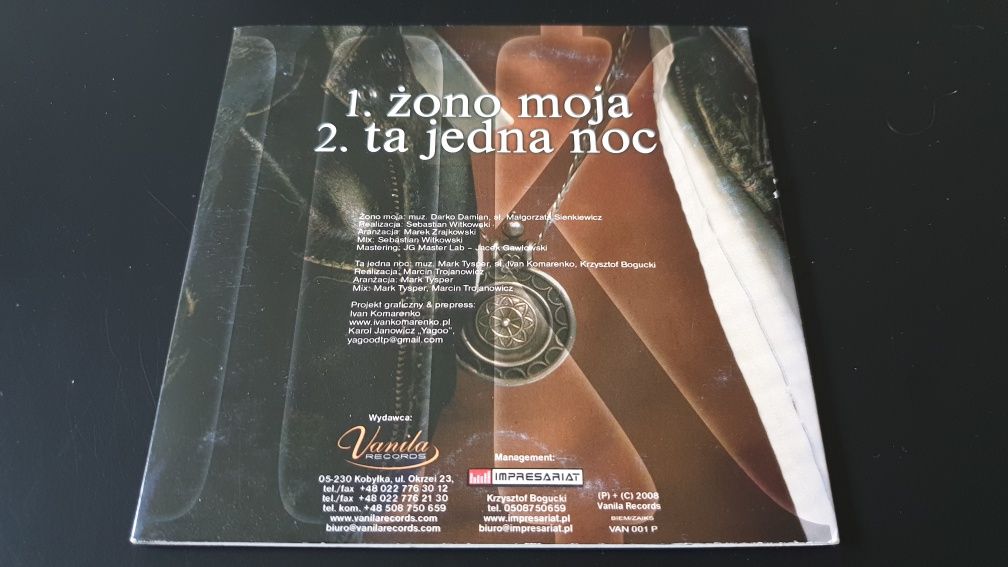 1. żono moja
2. ta jedna noc
Żono moja: muz. Darko Damian, sł. Małgorzata Sienkiewicz
Realizacja: Sebastian Witkowski
Aranżacja: Marek Zrajkowski
Mix: Sebastian Witkowski
Mastering: JG Master Lab – Jacek Gawłowski
Ta jedna noc: muz. Mark Tysper, sł. Ivan Komarenko, Krzysztof Bogucki
Realizacja: Marcin Trojanowicz
Aranżacja: Mark Tysper
Mix: Mark Tysper, Marcin Trojanowicz
Projekt graficzny & prepress:
Ivan Komarenko
www.ivankomarenko.pl
Karol Janowicz „Yagoo”,
yagoodtp@gmail.com
Wydawca:
Vanila
RECORDS
05-230 Kobyłka, ul. Okrzei 23,
tel./fax +48 022 776 30 12
tel./fax +48 022 776 21 30
tel. kom. +48 508 750 659
www.vanilarecords.com
biuro@vanilarecords.com
Management:
IMPRESARIAT
Krzysztof Bogucki
tel. 0508750659
www.impresariat.pl
biuro@impresariat.pl
(P) + (C) 2008
Vanila Records
BIEM/ZAIKS
VAN 001 P